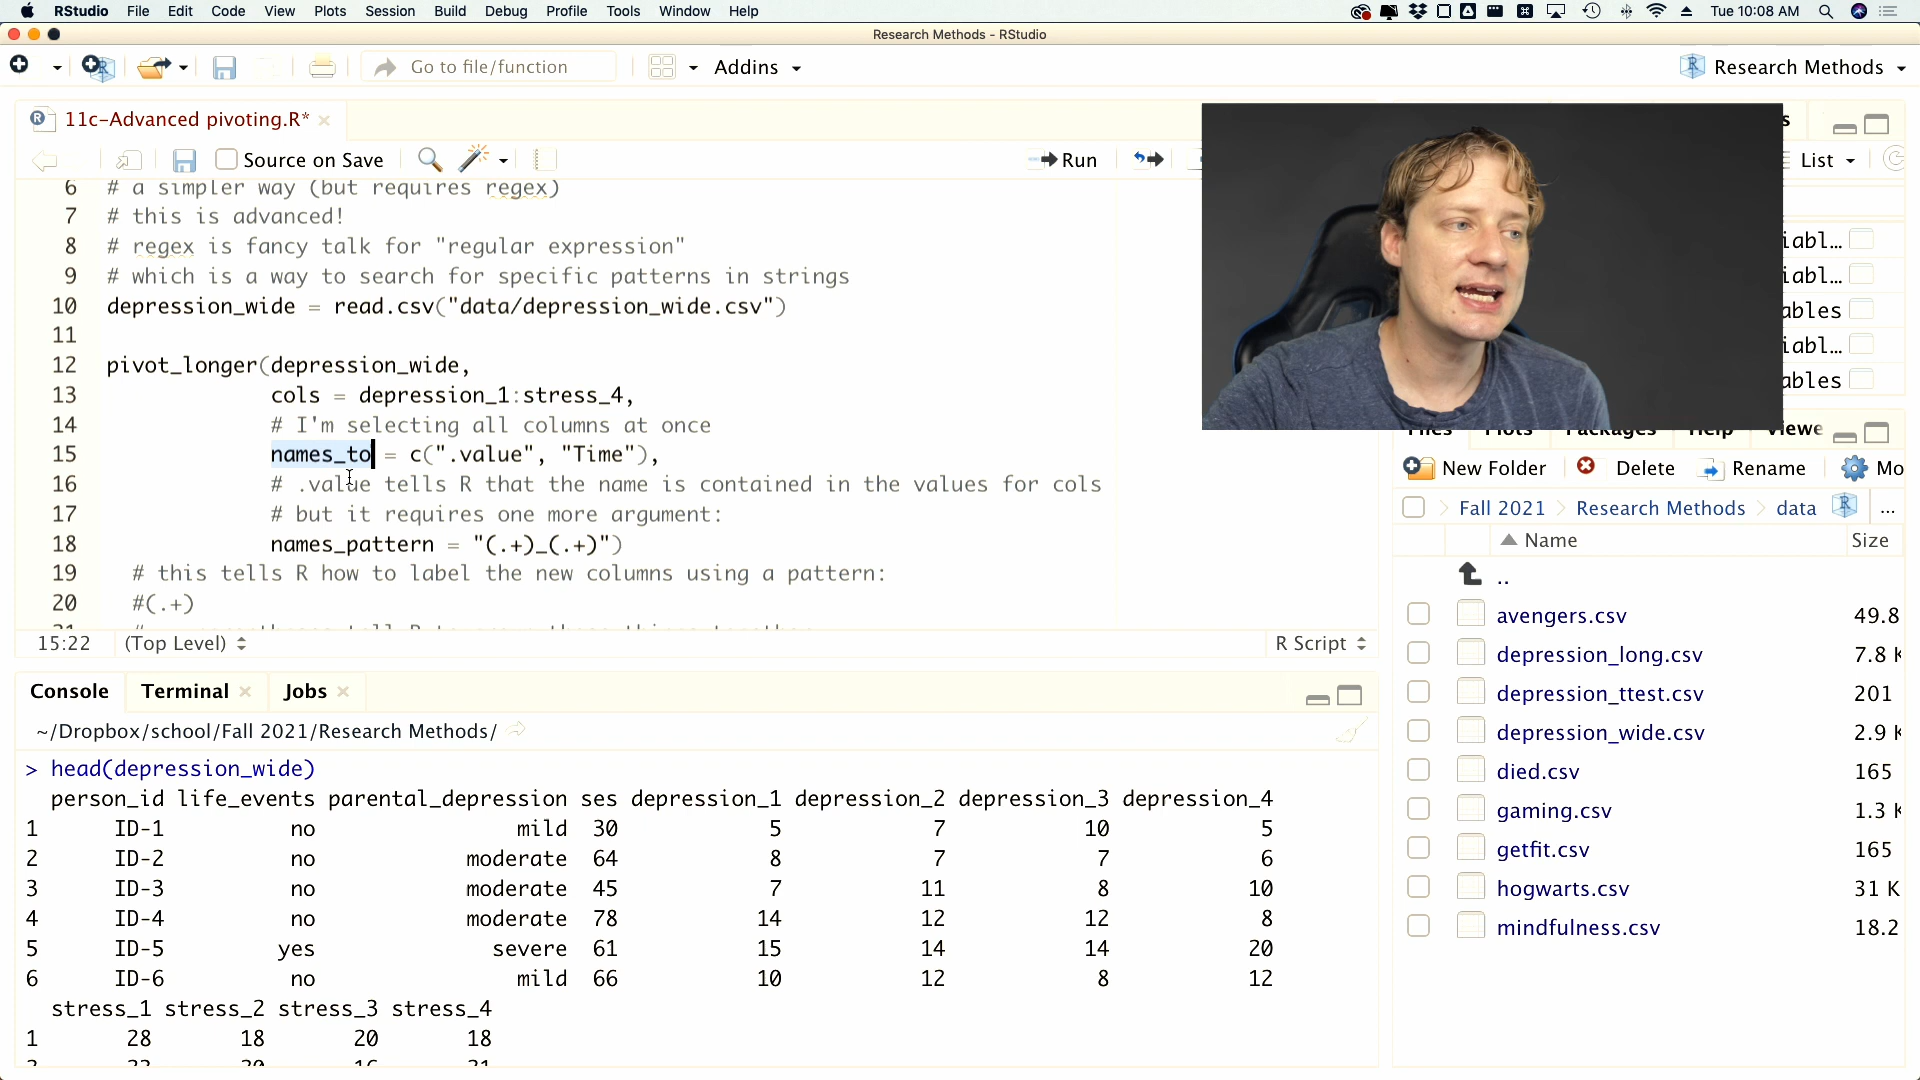 RStudio File Edit Code View Plots Session Build Debug Profile Tools Window Help Tue 10:08 AM
Research Methods - RStudio
Go to file/function Addins Research Methods
11c-Advanced pivoting.R*
Source on Save Run List
6 # a simpler way (but requires regex)
7 # this is advanced!
8 # regex is fancy talk for "regular expression"
9 # which is a way to search for specific patterns in strings
10 depression_wide = read.csv("data/depression_wide.csv")
11
12 pivot_longer(depression_wide,
13 cols = depression_1:stress_4,
14 # I'm selecting all columns at once
15 names_to = c(".value", "Time"),
16 # .value tells R that the name is contained in the values for cols
17 # but it requires one more argument:
18 names_pattern = "(.+)_(.+)")
19 # this tells R how to label the new columns using a pattern:
20 #(.+)
15:22 (Top Level) R Script
Console Terminal Jobs
~/Dropbox/school/Fall 2021/Research Methods/
> head(depression_wide)
person_id life_events parental_depression ses depression_1 depression_2 depression_3 depression_4
1 ID-1 no mild 30 5 7 10 5
2 ID-2 no moderate 64 8 7 7 6
3 ID-3 no moderate 45 7 11 8 10
4 ID-4 no moderate 78 14 12 12 8
5 ID-5 yes severe 61 15 14 14 20
6 ID-6 no mild 66 10 12 8 12
stress_1 stress_2 stress_3 stress_4
1 28 18 20 18
iabl...
iabl...
ables
iabl...
ables
New Folder Delete Rename Mo
Fall 2021 Research Methods data ...
Name Size
..
avengers.csv 49.8
depression_long.csv 7.8 K
depression_ttest.csv 201
depression_wide.csv 2.9 K
died.csv 165
gaming.csv 1.3 K
getfit.csv 165
hogwarts.csv 31 K
mindfulness.csv 18.2